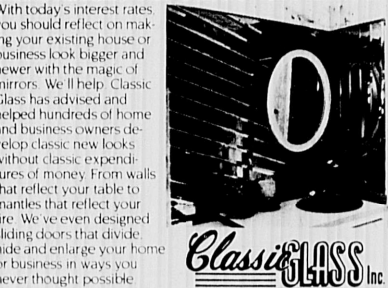 With today's interest rates,
you should reflect on mak-
ing your existing house or
business look bigger and
newer with the magic of
mirrors. We'll help. Classic
Glass has advised and
helped hundreds of home
and business owners de-
velop classic new looks
without classic expendi-
tures of money. From walls
that reflect your table to
mantles that reflect your
fire. We've even designed
sliding doors that divide,
hide and enlarge your home
or business in ways you
never thought possible.
Classic GLASS Inc.